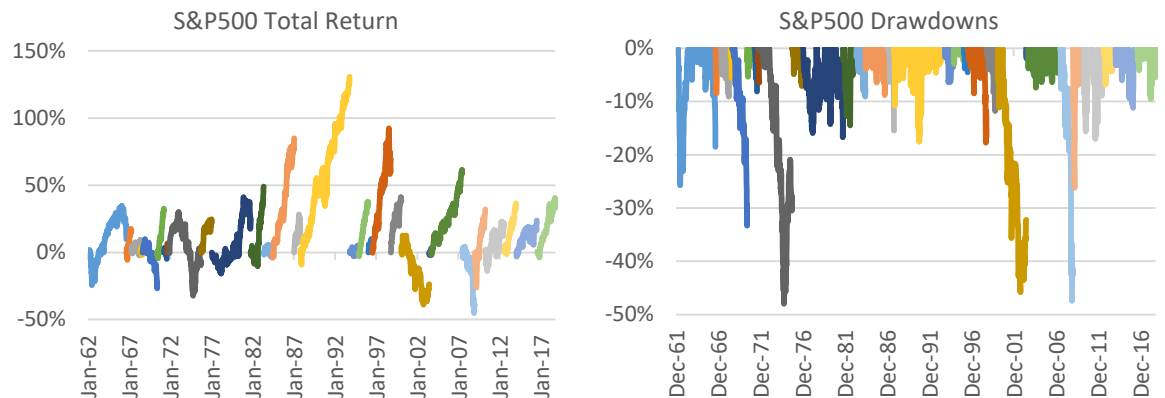 S&P500 Total Return
150%
100%
50%
0%
-50%
Jan-62
Jan-67
Jan-72
Jan-77
Jan-82
Jan-87
Jan-92
Jan-97
Jan-02
Jan-07
Jan-12
Jan-17
S&P500 Drawdowns
0%
-10%
-20%
-30%
-40%
-50%
Dec-61
Dec-66
Dec-71
Dec-76
Dec-81
Dec-86
Dec-91
Dec-96
Dec-01
Dec-06
Dec-11
Dec-16